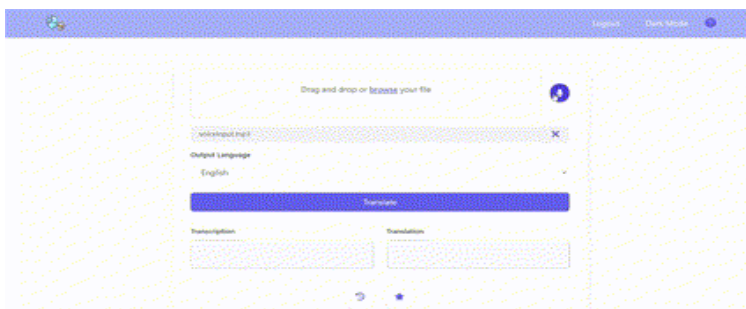 Logout Dark Mode
Drag and drop or browse your file
voiceinput.mp3
Output Language
English
Translate
Transcription Translation